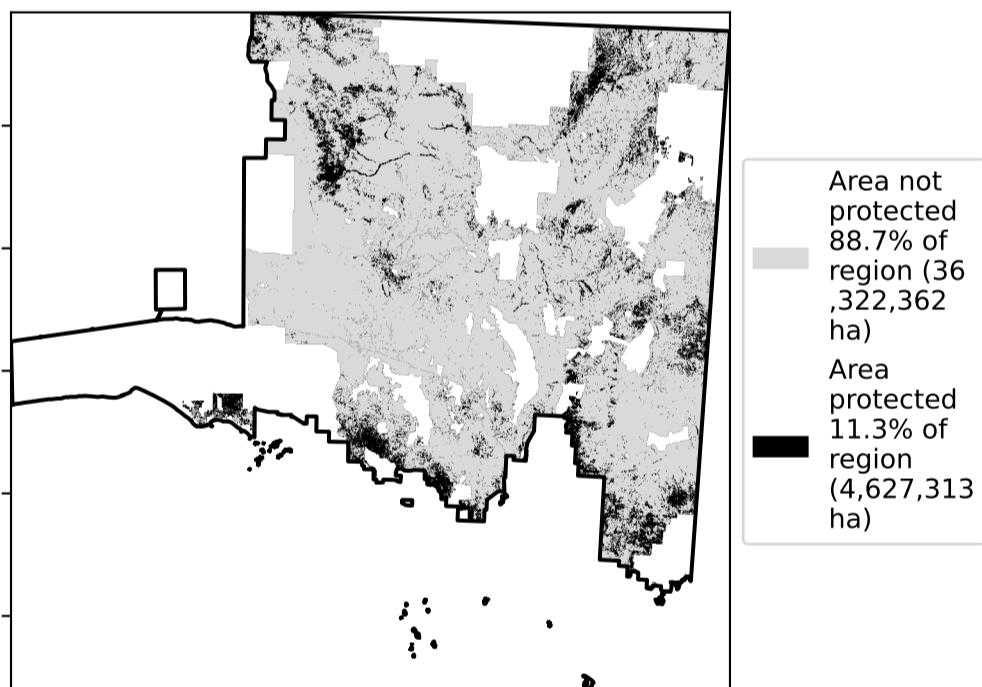 Area not
protected
88.7% of
region (36
,322,362
ha)
Area
protected
11.3% of
region
(4,627,313
ha)